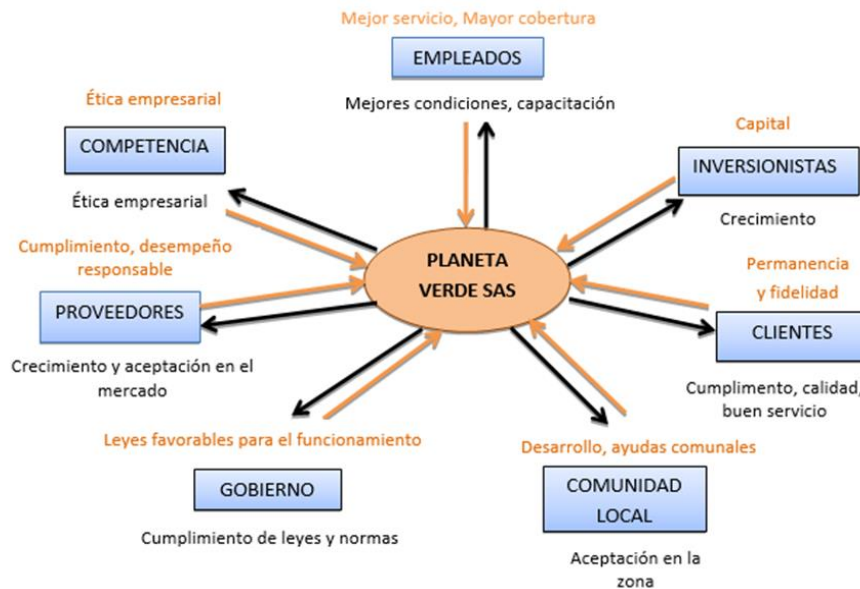 Mejor servicio, Mayor cobertura
EMPLEADOS
Mejores condiciones, capacitación
Ética empresarial
COMPETENCIA
Ética empresarial
Capital
INVERSIONISTAS
Crecimiento
Cumplimiento, desempeño
responsable
PROVEEDORES
Crecimiento y aceptación en el
mercado
PLANETA
VERDE SAS
Permanencia
y fidelidad
CLIENTES
Cumplimento, calidad,
buen servicio
Leyes favorables para el funcionamiento
GOBIERNO
Cumplimiento de leyes y normas
Desarrollo, ayudas comunales
COMUNIDAD
LOCAL
Aceptación en la
zona